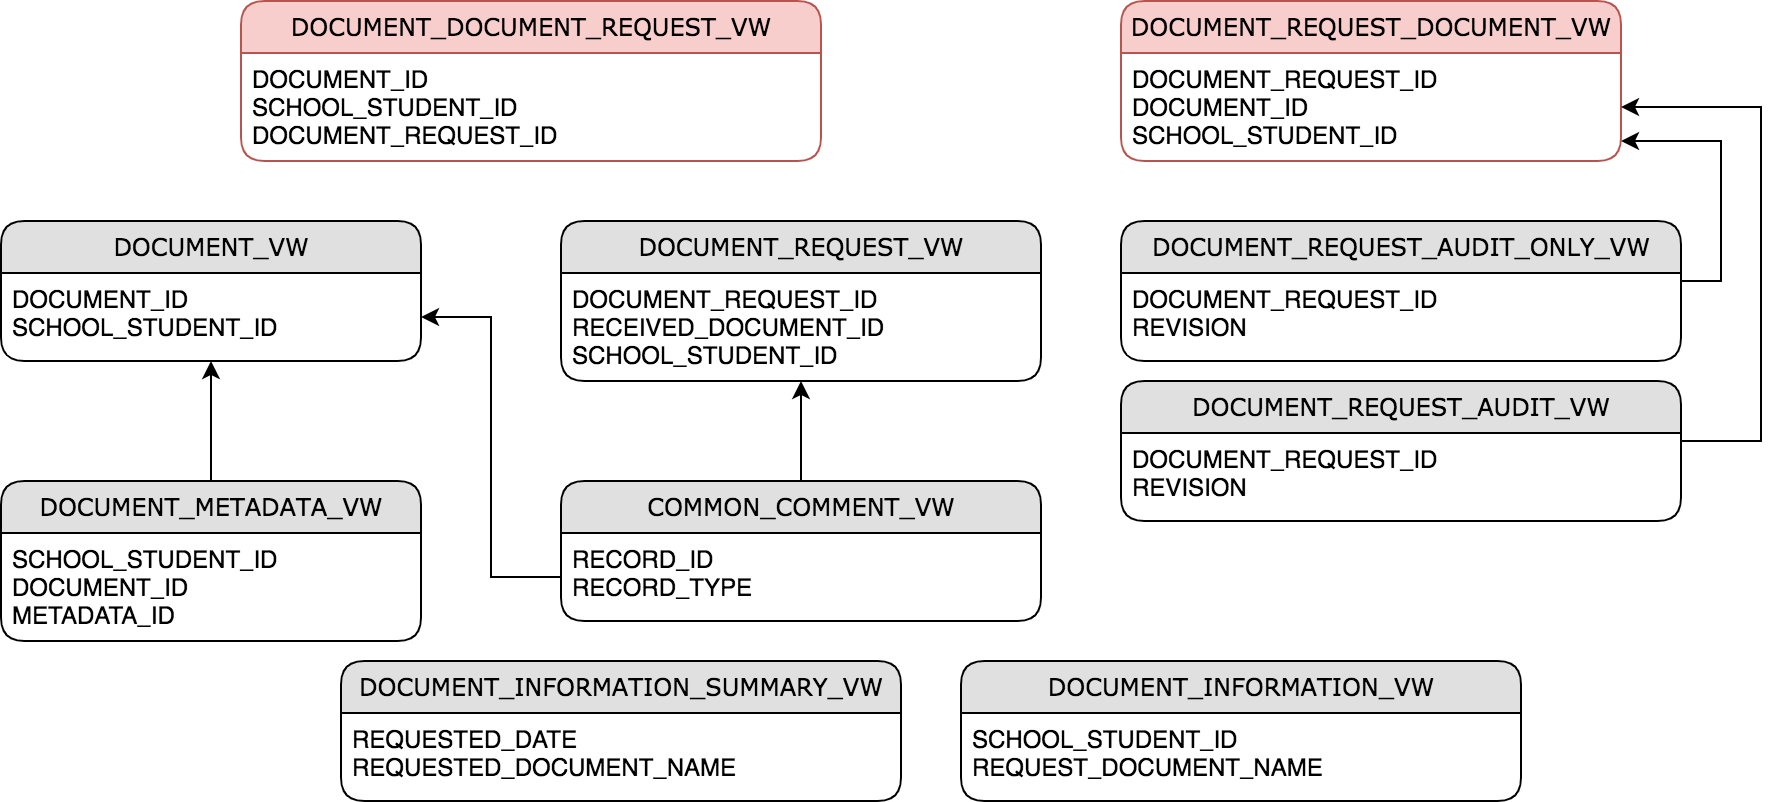 DOCUMENT_DOCUMENT_REQUEST_VW
DOCUMENT_ID
SCHOOL_STUDENT_ID
DOCUMENT_REQUEST_ID
DOCUMENT_REQUEST_DOCUMENT_VW
DOCUMENT_REQUEST_ID
DOCUMENT_ID
SCHOOL_STUDENT_ID
DOCUMENT_VW
DOCUMENT_ID
SCHOOL_STUDENT_ID
DOCUMENT_REQUEST_VW
DOCUMENT_REQUEST_ID
RECEIVED_DOCUMENT_ID
SCHOOL_STUDENT_ID
DOCUMENT_REQUEST_AUDIT_ONLY_VW
DOCUMENT_REQUEST_ID
REVISION
DOCUMENT_REQUEST_AUDIT_VW
DOCUMENT_REQUEST_ID
REVISION
DOCUMENT_METADATA_VW
SCHOOL_STUDENT_ID
DOCUMENT_ID
METADATA_ID
COMMON_COMMENT_VW
RECORD_ID
RECORD_TYPE
DOCUMENT_INFORMATION_SUMMARY_VW
REQUESTED_DATE
REQUESTED_DOCUMENT_NAME
DOCUMENT_INFORMATION_VW
SCHOOL_STUDENT_ID
REQUEST_DOCUMENT_NAME